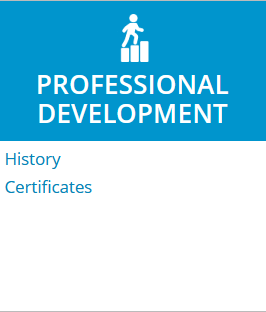 PROFESSIONAL
DEVELOPMENT
History
Certificates